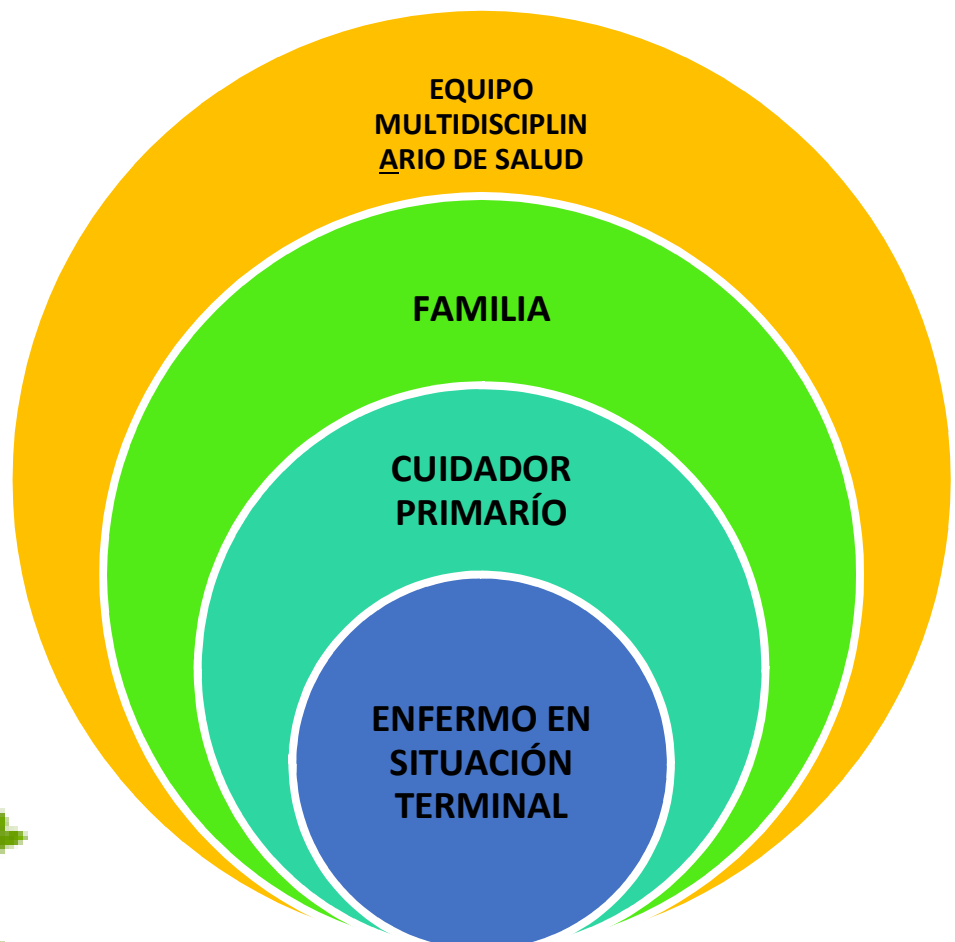 EQUIPO
MULTIDISCIPLIN
ARIO DE SALUD
FAMILIA
CUIDADOR
PRIMARÍO
ENFERMO EN
SITUACIÓN
TERMINAL